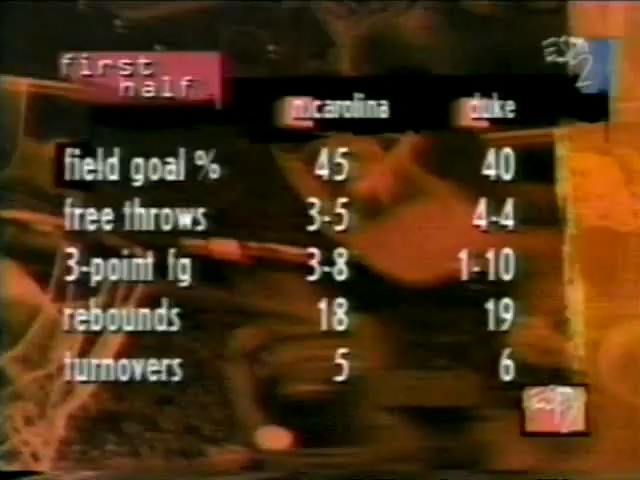 first
half
n.carolina duke
field goal % 45 40
free throws 3-5 4-4
3-point fg 3-8 1-10
rebounds 18 19
turnovers 5 6